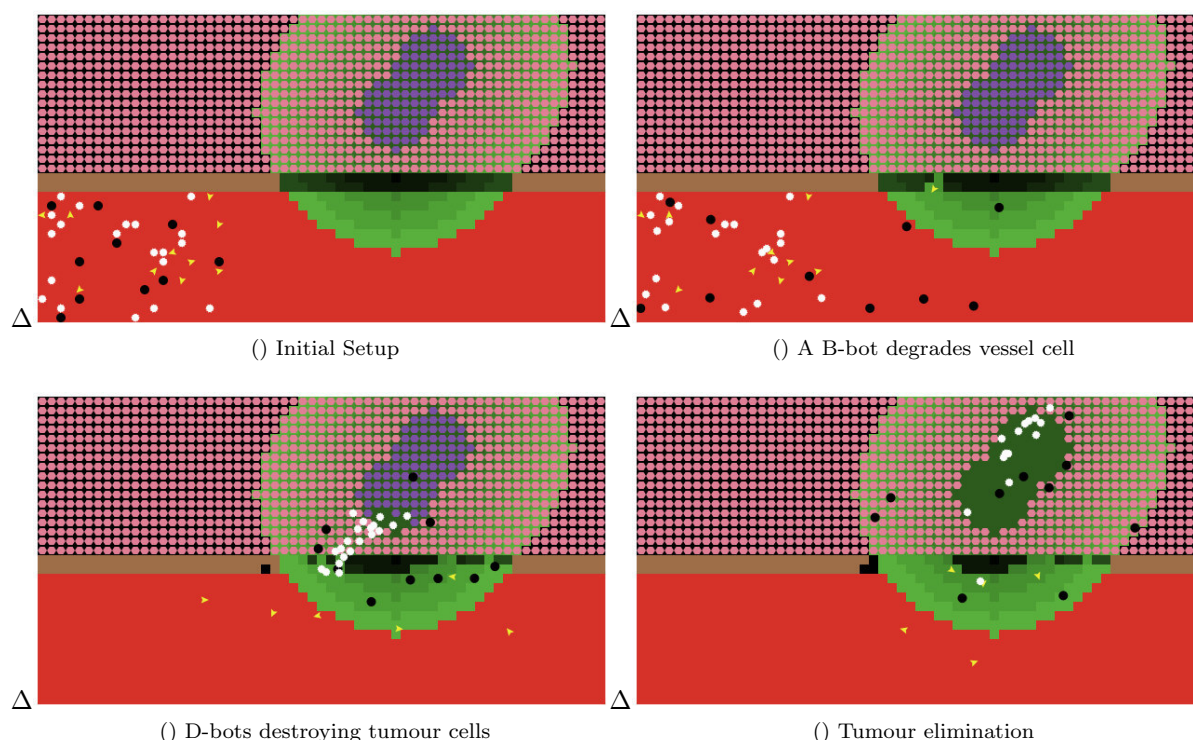 Δ
Δ
() Initial Setup
() A B-bot degrades vessel cell
Δ
Δ
() D-bots destroying tumour cells
() Tumour elimination